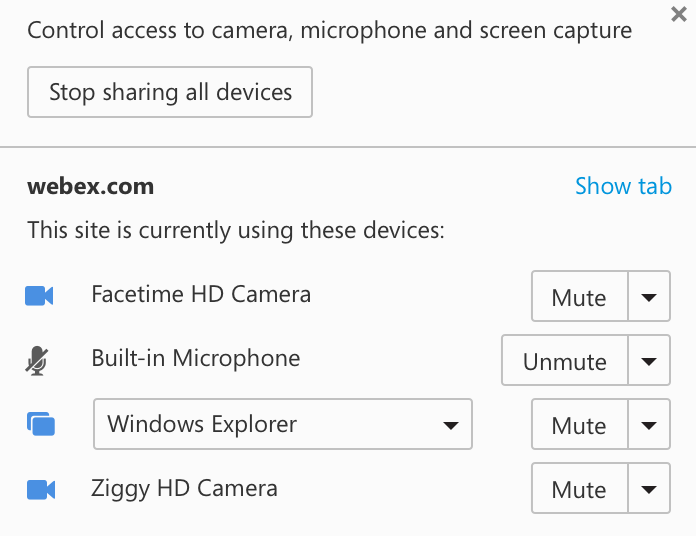 Control access to camera, microphone and screen capture
Stop sharing all devices
webex.com Show tab
This site is currently using these devices:
Facetime HD Camera Mute
Built-in Microphone Unmute
Windows Explorer Mute
Ziggy HD Camera Mute